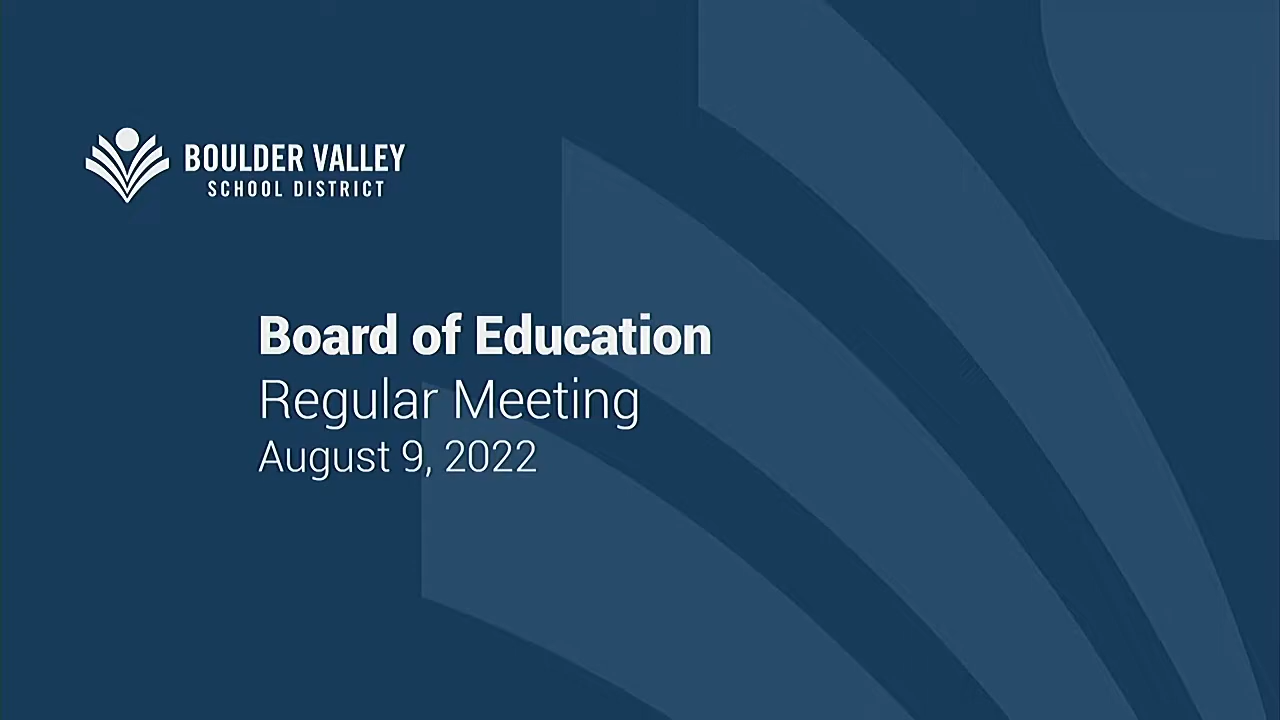 BOULDER VALLEY
SCHOOL DISTRICT
Board of Education
Regular Meeting
August 9, 2022